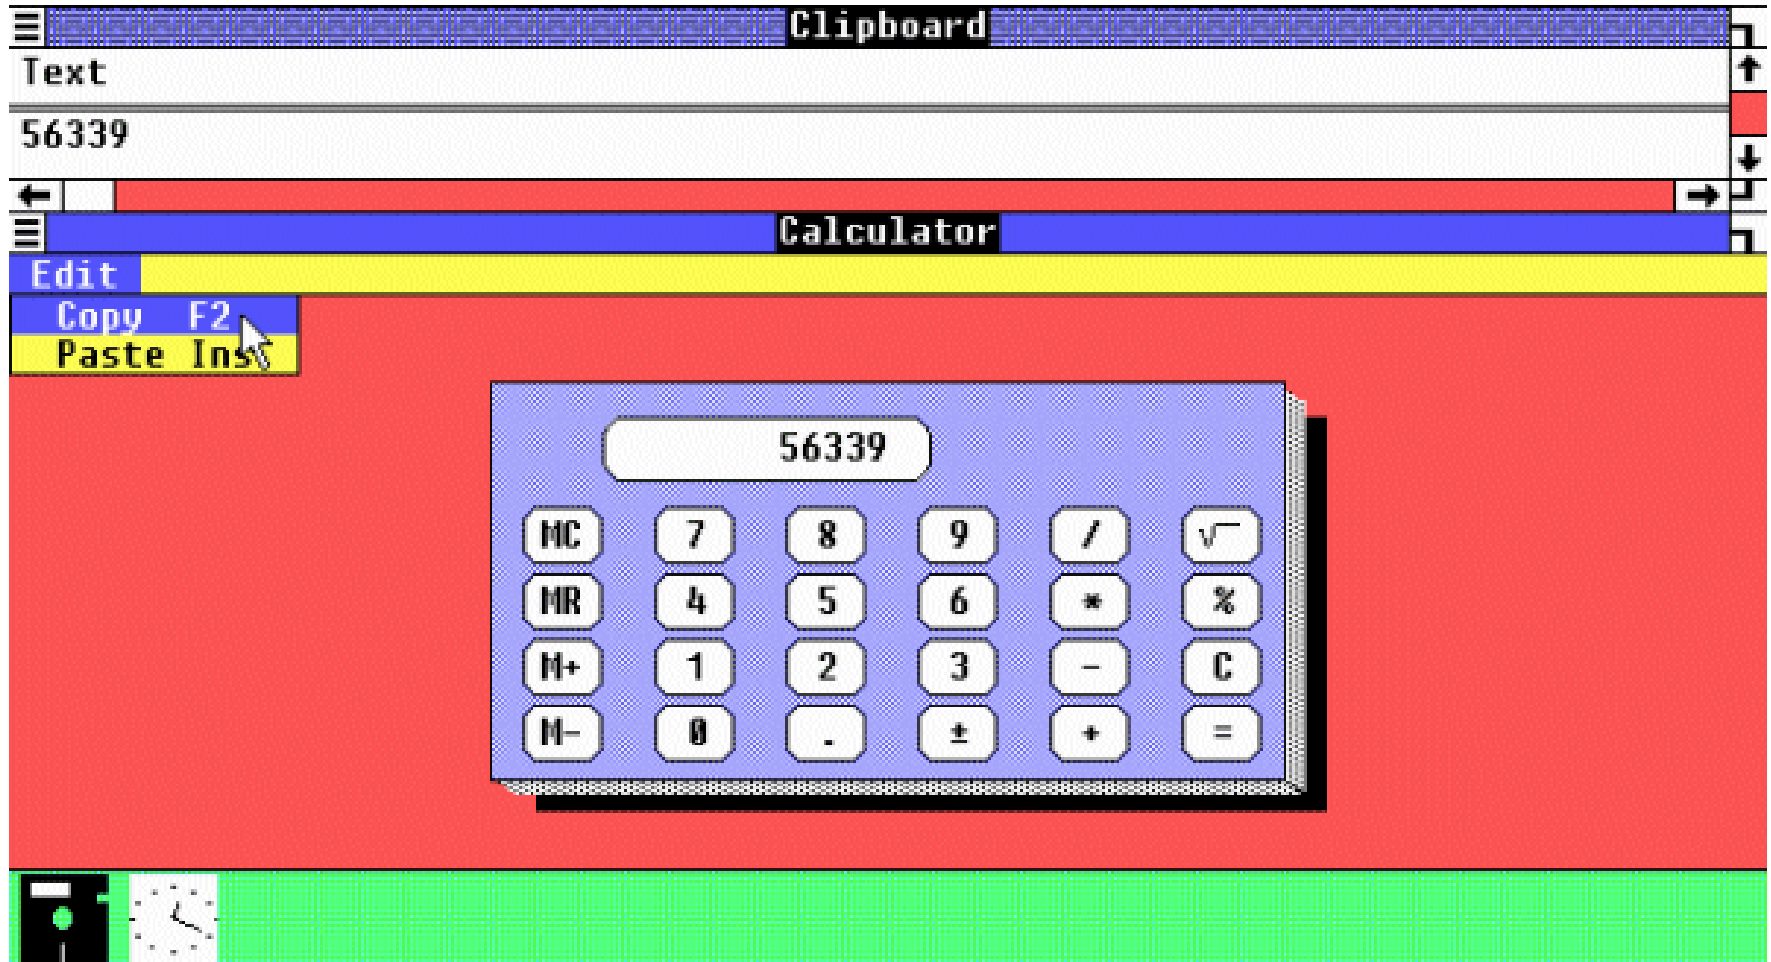 Clipboard
Text
56339
Calculator
Edit
Copy F2
Paste Ins
56339
MC 7 8 9 / √
MR 4 5 6 * %
M+ 1 2 3 - C
M- 0 . ± + =